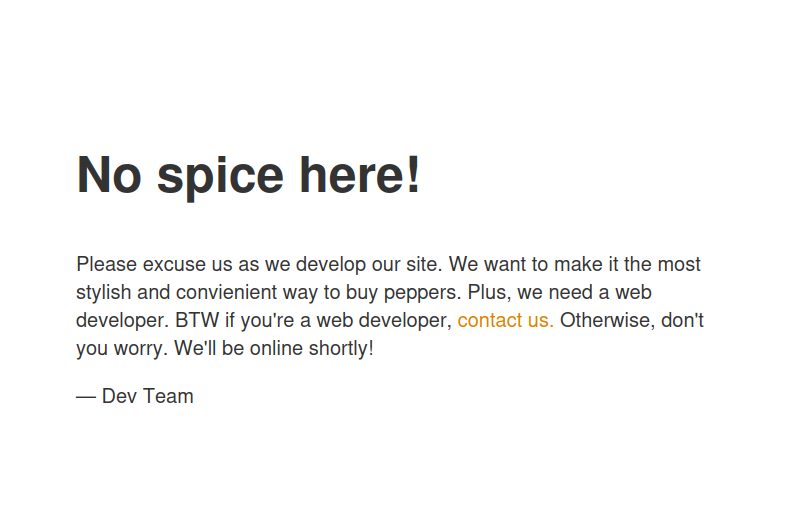 No spice here!
Please excuse us as we develop our site. We want to make it the most
stylish and convienient way to buy peppers. Plus, we need a web
developer. BTW if you're a web developer, contact us. Otherwise, don't
you worry. We'll be online shortly!
— Dev Team